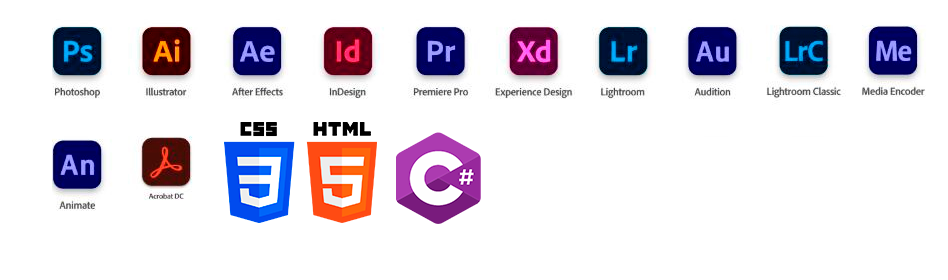 Ps Ai Ae Id Pr Xd Lr Au LrC Me
Photoshop Illustrator After Effects InDesign Premiere Pro Experience Design Lightroom Audition Lightroom Classic Media Encoder
CSS HTML
An 3 5 C#
Animate Acrobat DC